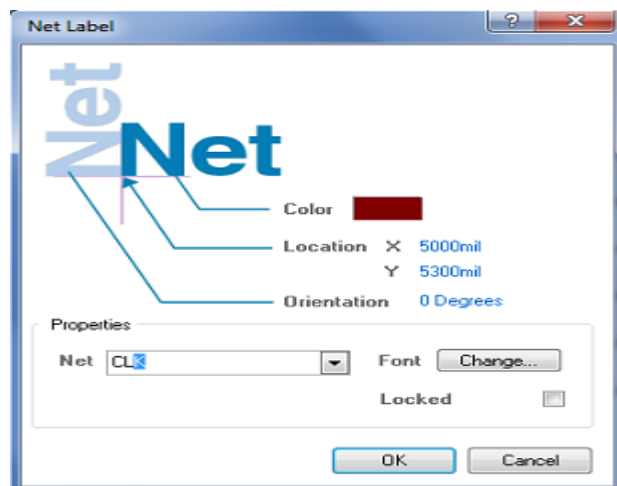 Net Label
?
Net
Net
Color
Location X 5000mil
Y 5300mil
Orientation 0 Degrees
Properties
Net CLK Font Change...
Locked
OK Cancel